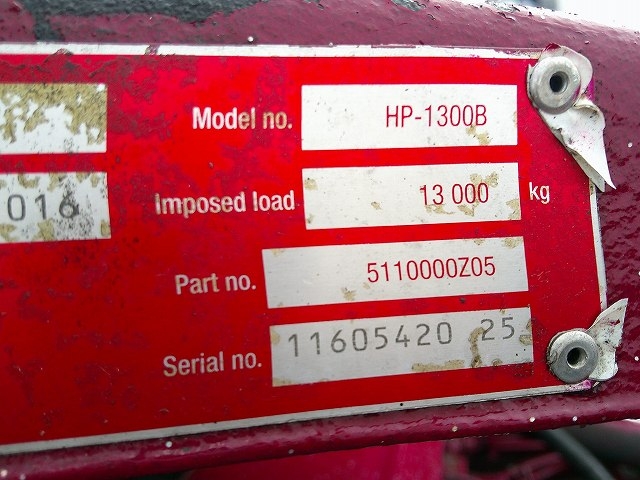 Model no. HP-1300B
016
Imposed load 13 000 kg
Part no. 5110000Z05
Serial no. 11605420 25